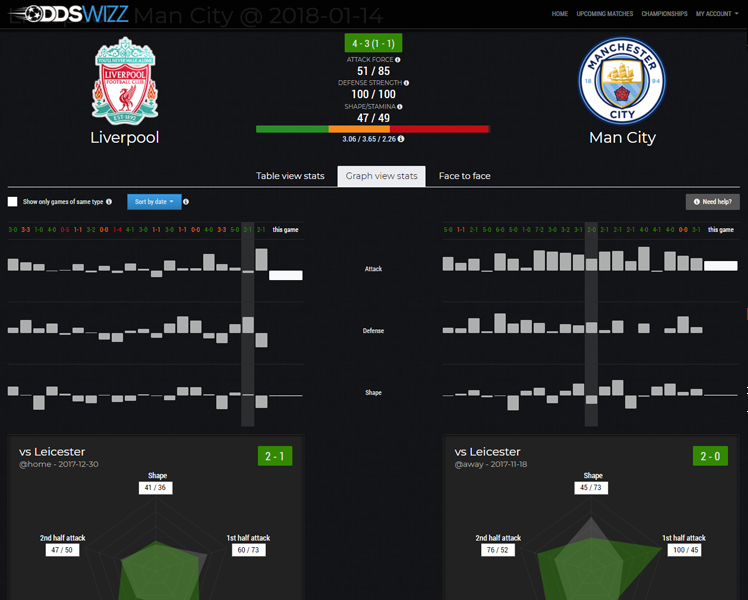 Liverpool - Man City @ 2018-01-14
ODDSWIZZ
HOME UPCOMING MATCHES CHAMPIONSHIPS MY ACCOUNT
4 - 3 (1 - 1)
ATTACK FORCE
51 / 85
DEFENSE STRENGTH
100 / 100
SHAPE/STAMINA
47 / 49
3.06 / 3.65 / 2.26
YOU'LL NEVER WALK ALONE
LIVERPOOL
FOOTBALL CLUB
EST·1892
Liverpool
MANCHESTER
18 94
CITY
Man City
Table view stats Graph view stats Face to face
Show only games of same type Sort by date Need help?
3-0 3-3 1-0 4-0 0-5 1-1 3-2 0-0 1-4 4-1 3-0 1-1 3-0 1-1 0-0 4-0 3-3 5-0 2-1 2-1 this game
5-0 1-1 2-1 5-0 6-0 5-0 1-0 7-2 3-0 3-2 3-1 2-0 2-1 2-1 2-1 4-0 4-1 4-0 0-0 3-1 this game
Attack
Defense
Shape
vs Leicester 2 - 1
@home - 2017-12-30
Shape
41 / 36
2nd half attack 1st half attack
47 / 50 60 / 73
vs Leicester 2 - 0
@away - 2017-11-18
Shape
45 / 73
2nd half attack 1st half attack
76 / 52 100 / 45